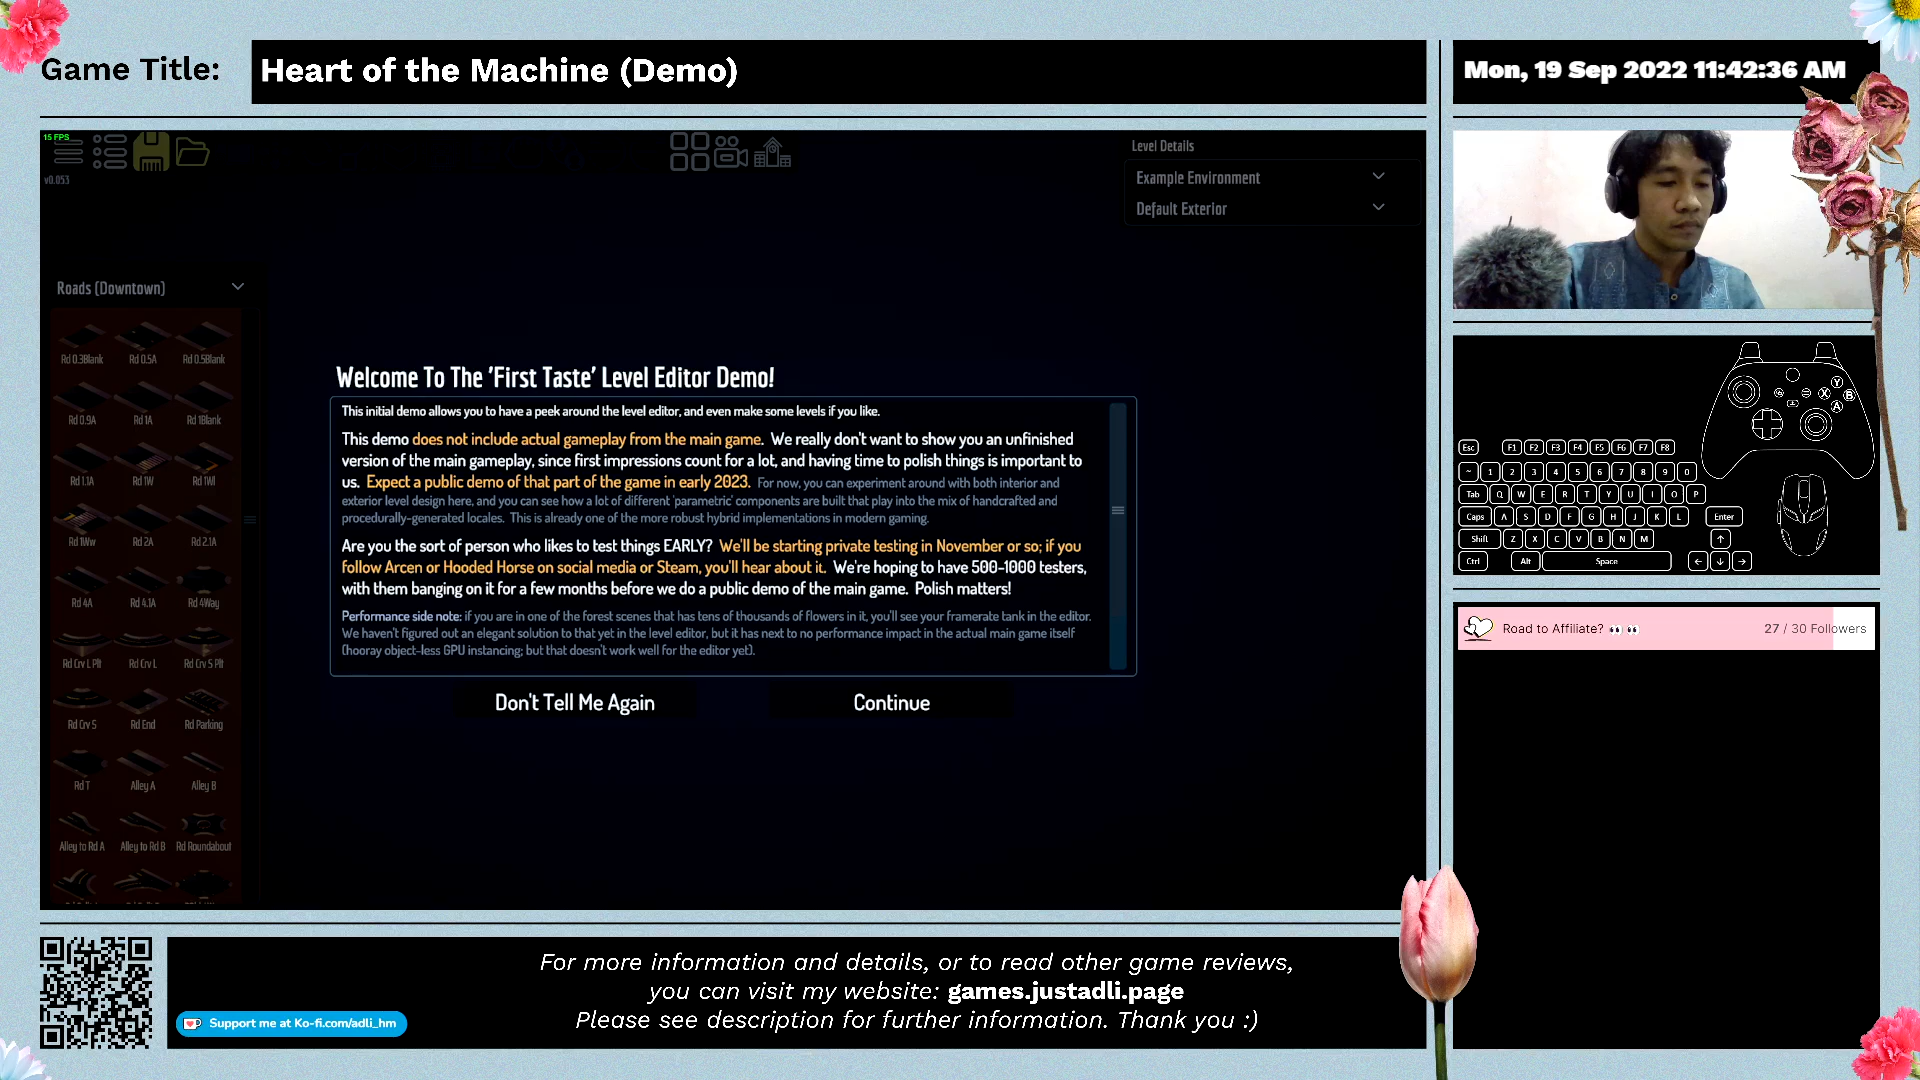 Game Title:
Heart of the Machine (Demo)
Mon, 19 Sep 2022 11:42:36 AM
15 FPS
v0.053
Level Details
Example Environment
Default Exterior
Roads (Downtown)
Rd 0.3Blank Rd 0.5A Rd 0.5Blank
Rd 0.9A Rd 1A Rd 1Blank
Rd 1.1A Rd 1W Rd 1Wl
Rd 1Ww Rd 2A Rd 2.1A
Rd 4A Rd 4.1A Rd 4Way
Rd Crv L Plt Rd Crv L Rd Crv S Plt
Rd Crv S Rd End Rd Parking
Rd T Alley A Alley B
Alley to Rd A Alley to Rd B Rd Roundabout
Welcome To The 'First Taste' Level Editor Demo!
This initial demo allows you to have a peek around the level editor, and even make some levels if you like.
This demo does not include actual gameplay from the main game. We really don't want to show you an unfinished
version of the main gameplay, since first impressions count for a lot, and having time to polish things is important to
us. Expect a public demo of that part of the game in early 2023. For now, you can experiment around with both interior and
exterior level design here, and you can see how a lot of different 'parametric' components are built that play into the mix of handcrafted and
procedurally-generated locales. This is already one of the more robust hybrid implementations in modern gaming.
Are you the sort of person who likes to test things EARLY? We'll be starting private testing in November or so; if you
follow Arcen or Hooded Horse on social media or Steam, you'll hear about it. We're hoping to have 500-1000 testers,
with them banging on it for a few months before we do a public demo of the main game. Polish matters!
Performance side note: if you are in one of the forest scenes that has tens of thousands of flowers in it, you'll see your framerate tank in the editor.
We haven't figured out an elegant solution to that yet in the level editor, but it has next to no performance impact in the actual main game itself
(hooray object-less GPU instancing; but that doesn't work well for the editor yet).
Don't Tell Me Again Continue
Y
X B
A
Esc F1 F2 F3 F4 F5 F6 F7 F8
~ 1 2 3 4 5 6 7 8 9 0
Tab Q W E R T Y U I O P
Caps A S D F G H J K L Enter
Shift Z X C V B N M ↑
Ctrl Alt Space ← ↓ →
Road to Affiliate? 👀 👀 27 / 30 Followers
For more information and details, or to read other game reviews,
you can visit my website: games.justadli.page
Please see description for further information. Thank you :)
Support me at Ko-fi.com/adli_hm